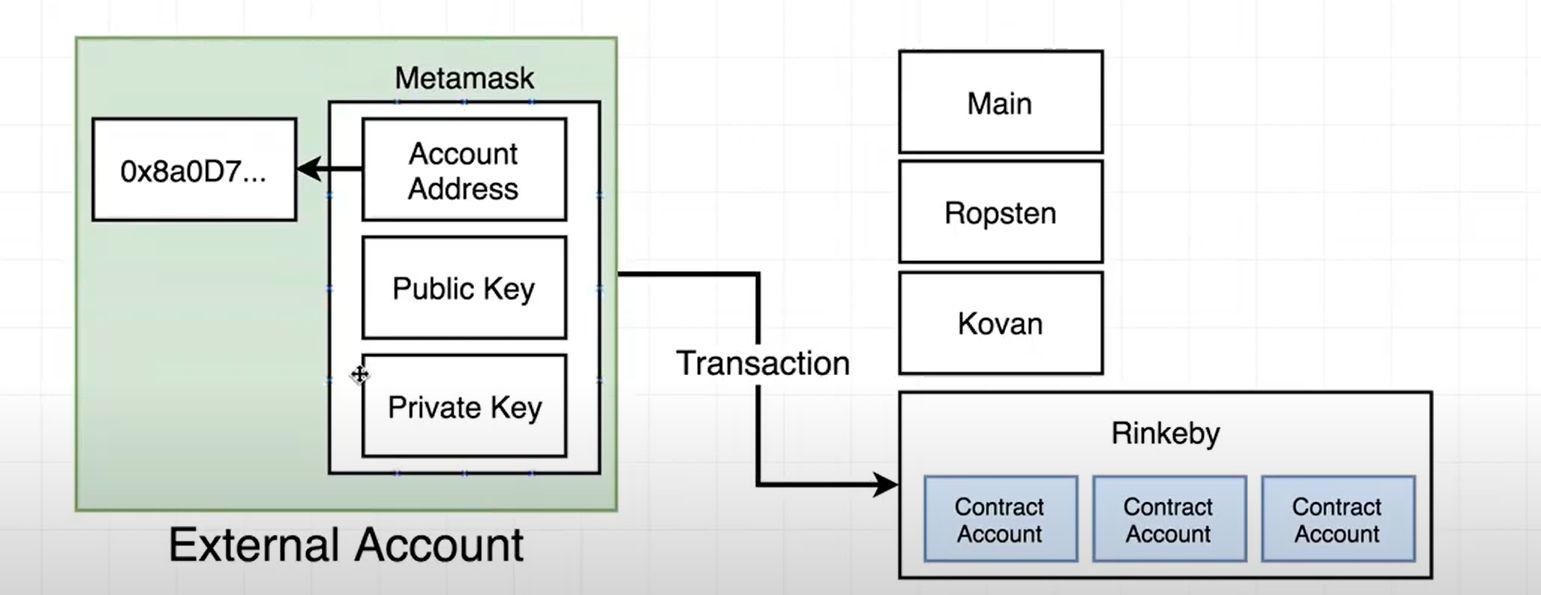 Metamask
0x8a0D7...
Account
Address
Public Key
Private Key
External Account
Transaction
Main
Ropsten
Kovan
Rinkeby
Contract
Account
Contract
Account
Contract
Account